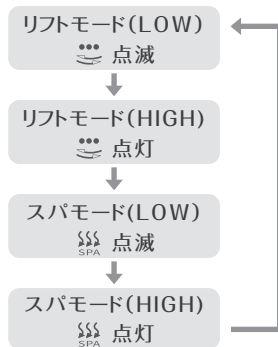 リフトモード(LOW)
点滅
リフトモード(HIGH)
点灯
スパモード(LOW)
SPA 点滅
スパモード(HIGH)
SPA 点灯